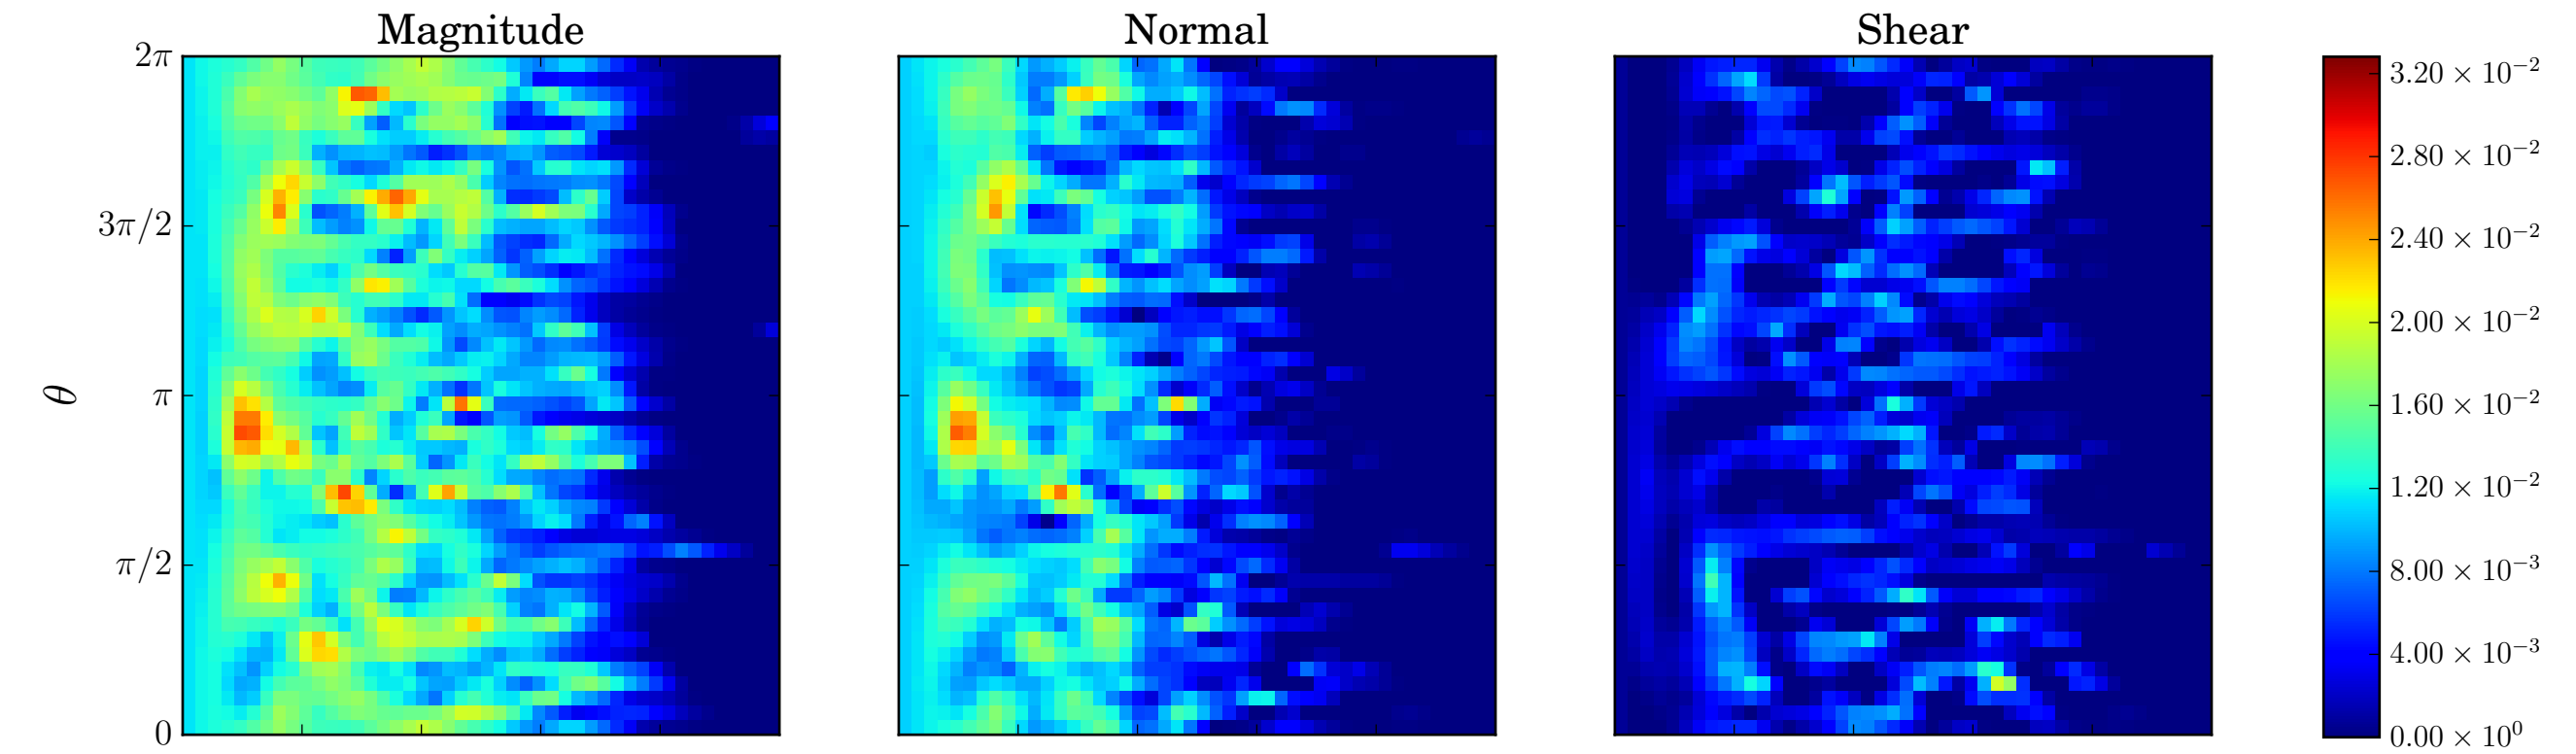 Magnitude
Normal
Shear
2π
3π/2
π
π/2
0
θ
3.20 × 10⁻²
2.80 × 10⁻²
2.40 × 10⁻²
2.00 × 10⁻²
1.60 × 10⁻²
1.20 × 10⁻²
8.00 × 10⁻³
4.00 × 10⁻³
0.00 × 10⁰